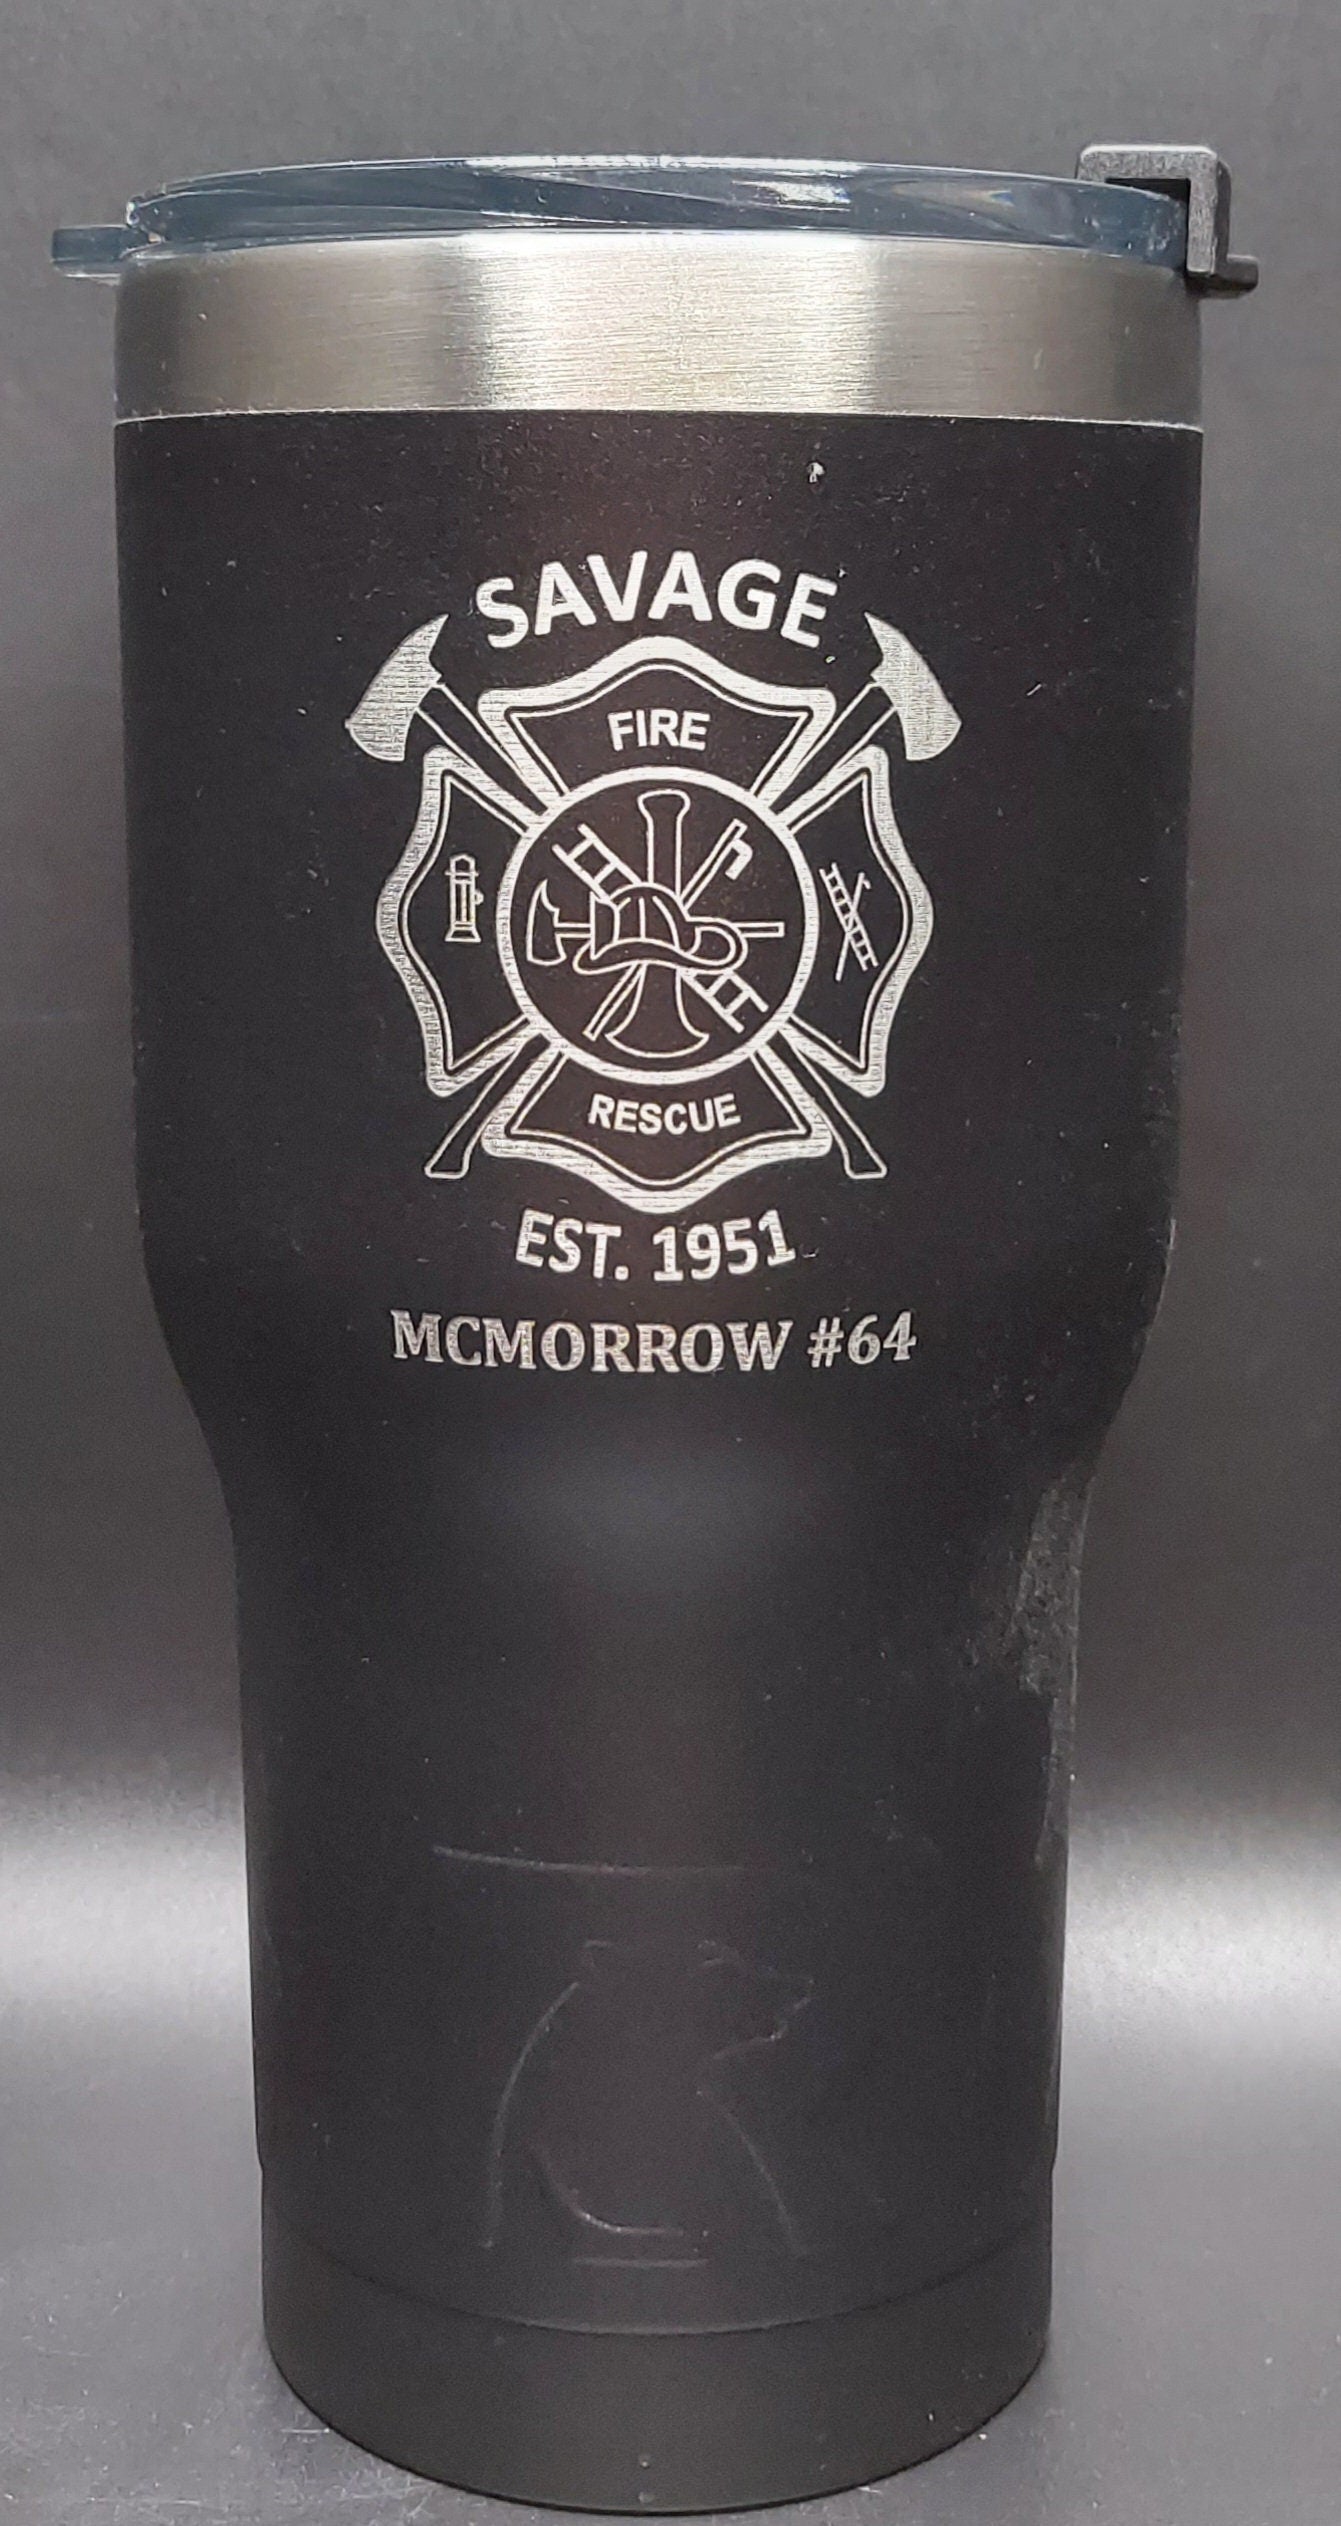 SAVAGE
FIRE
RESCUE
EST. 1951
MCMORROW #64